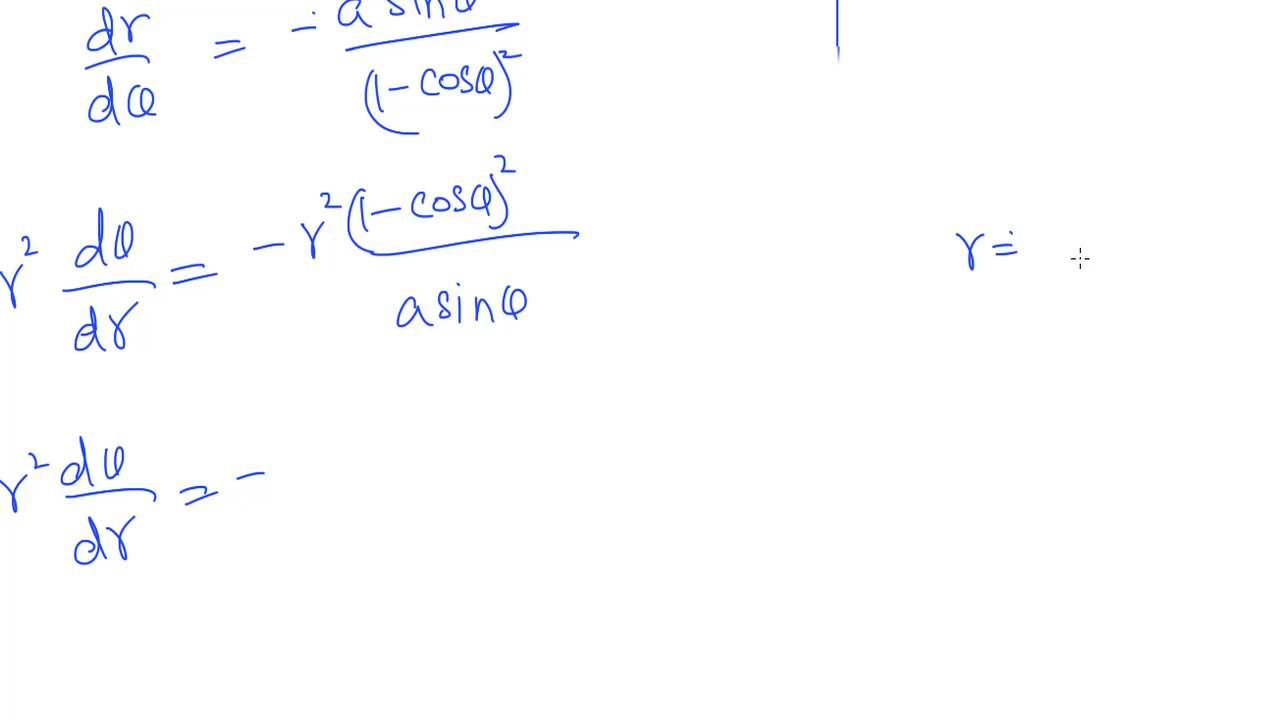 dr/dθ = - a sinθ/(1-cosθ)²
r² dθ/dr = - r²(1-cosθ)²/a sinθ
r =
r² dθ/dr = -